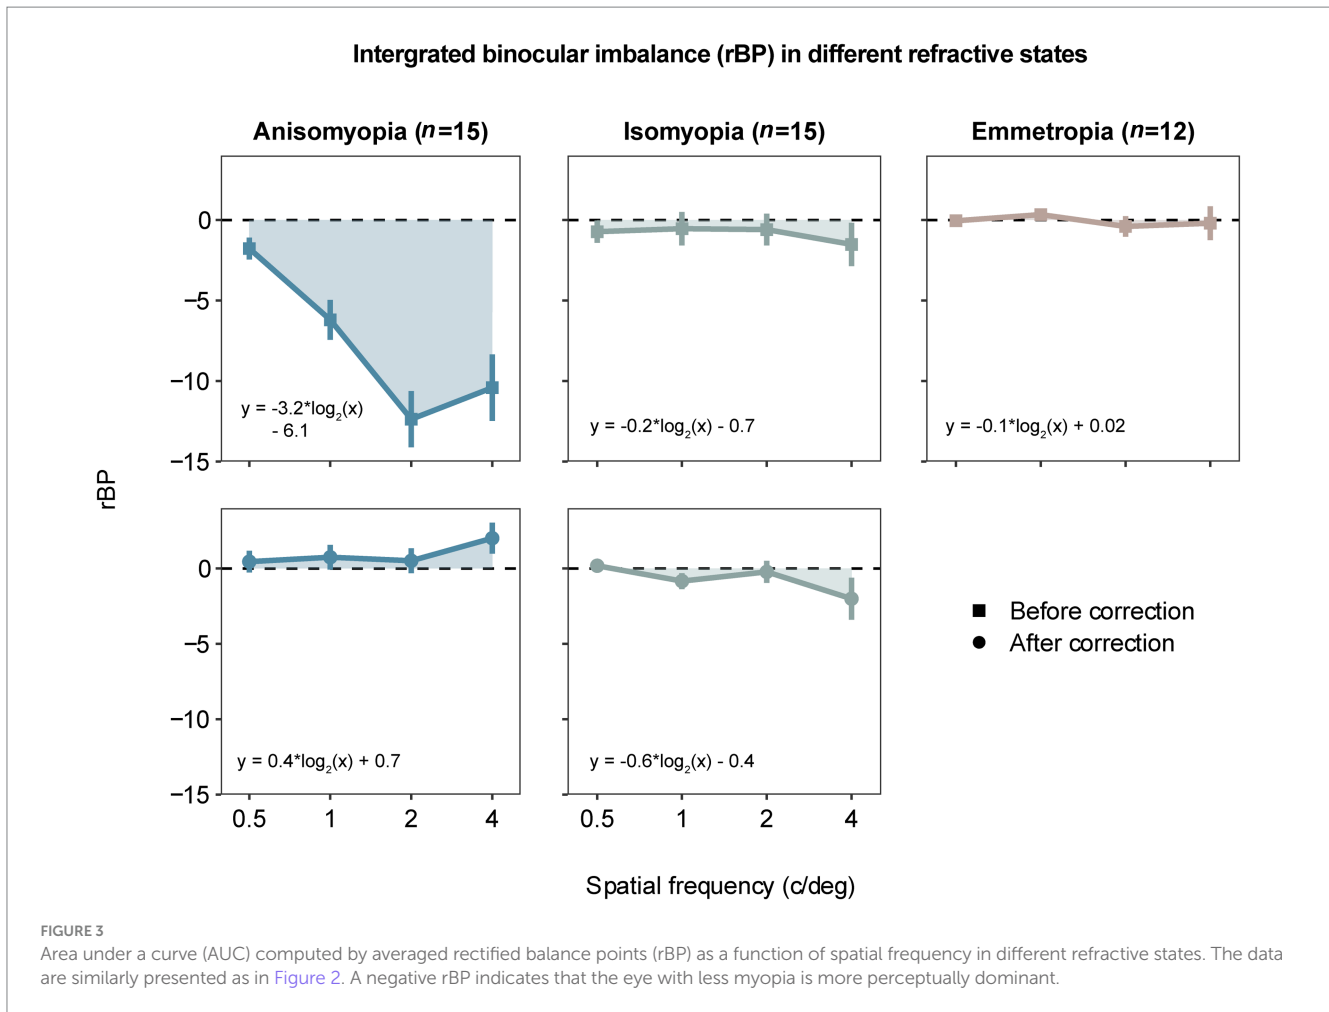 Intergrated binocular imbalance (rBP) in different refractive states
Anisomyopia (n=15)
Isomyopia (n=15)
Emmetropia (n=12)
0
−5
−10
−15
y = -3.2*log2(x)
- 6.1
y = -0.2*log2(x) - 0.7
y = -0.1*log2(x) + 0.02
rBP
0
−5
−10
−15
y = 0.4*log2(x) + 0.7
y = -0.6*log2(x) - 0.4
Before correction
After correction
0.5 1 2 4
0.5 1 2 4
Spatial frequency (c/deg)
FIGURE 3
Area under a curve (AUC) computed by averaged rectified balance points (rBP) as a function of spatial frequency in different refractive states. The data
are similarly presented as in Figure 2. A negative rBP indicates that the eye with less myopia is more perceptually dominant.